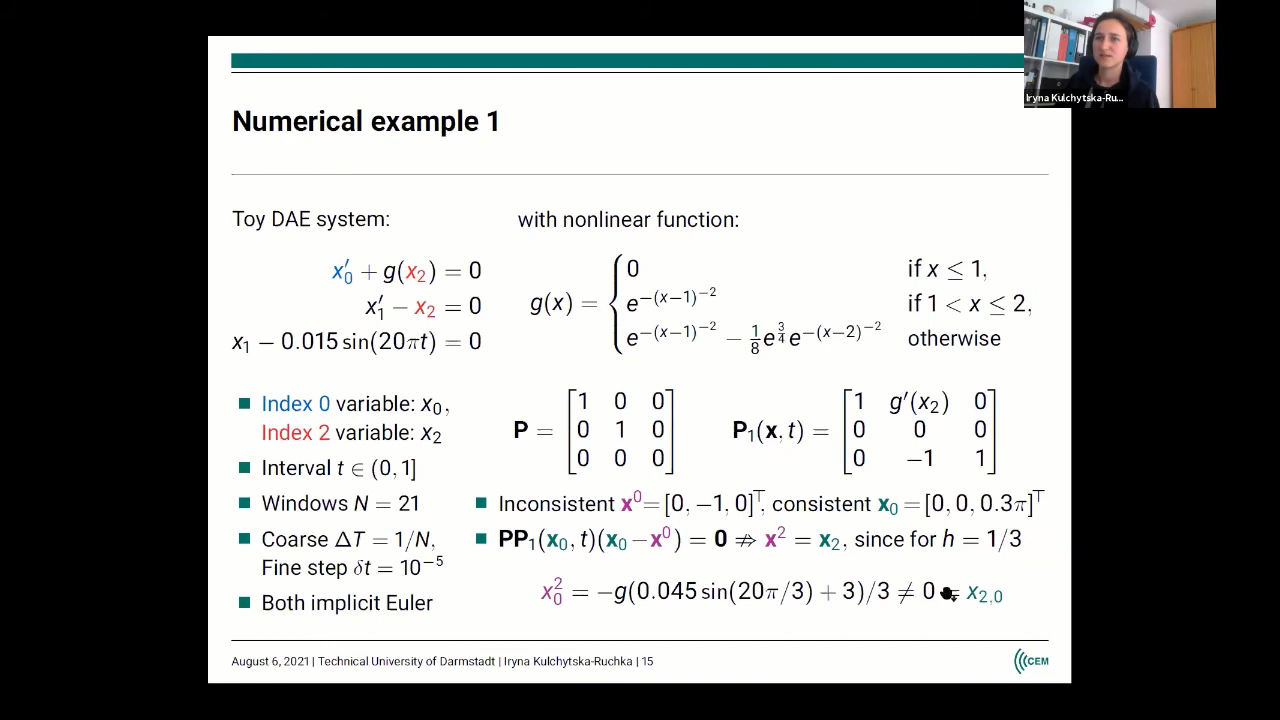 Iryna Kulchytska-Ru...
Numerical example 1
Toy DAE system:
x₀′ + g(x₂) = 0
x₁′ − x₂ = 0
x₁ − 0.015 sin(20πt) = 0
with nonlinear function:
g(x) = { 0 if x ≤ 1,
e^{−(x−1)^{−2}} if 1 < x ≤ 2,
e^{−(x−1)^{−2}} − 1/8 e^{3/4} e^{−(x−2)^{−2}} otherwise
■ Index 0 variable: x₀,
Index 2 variable: x₂
■ Interval t ∈ (0, 1]
■ Windows N = 21
■ Coarse ΔT = 1/N,
Fine step δt = 10⁻⁵
■ Both implicit Euler
P = [1 0 0
0 1 0
0 0 0]
P₁(x, t) = [1 g′(x₂) 0
0 0 0
0 −1 1]
■ Inconsistent x⁰ = [0, −1, 0]^⊤, consistent x₀ = [0, 0, 0.3π]^⊤
■ PP₁(x₀, t)(x₀ − x⁰) = 0 ⇏ x² = x₂, since for h = 1/3
x₀² = −g(0.045 sin(20π/3) + 3)/3 ≠ 0 = x₂,₀
August 6, 2021 | Technical University of Darmstadt | Iryna Kulchytska-Ruchka | 15
CEM